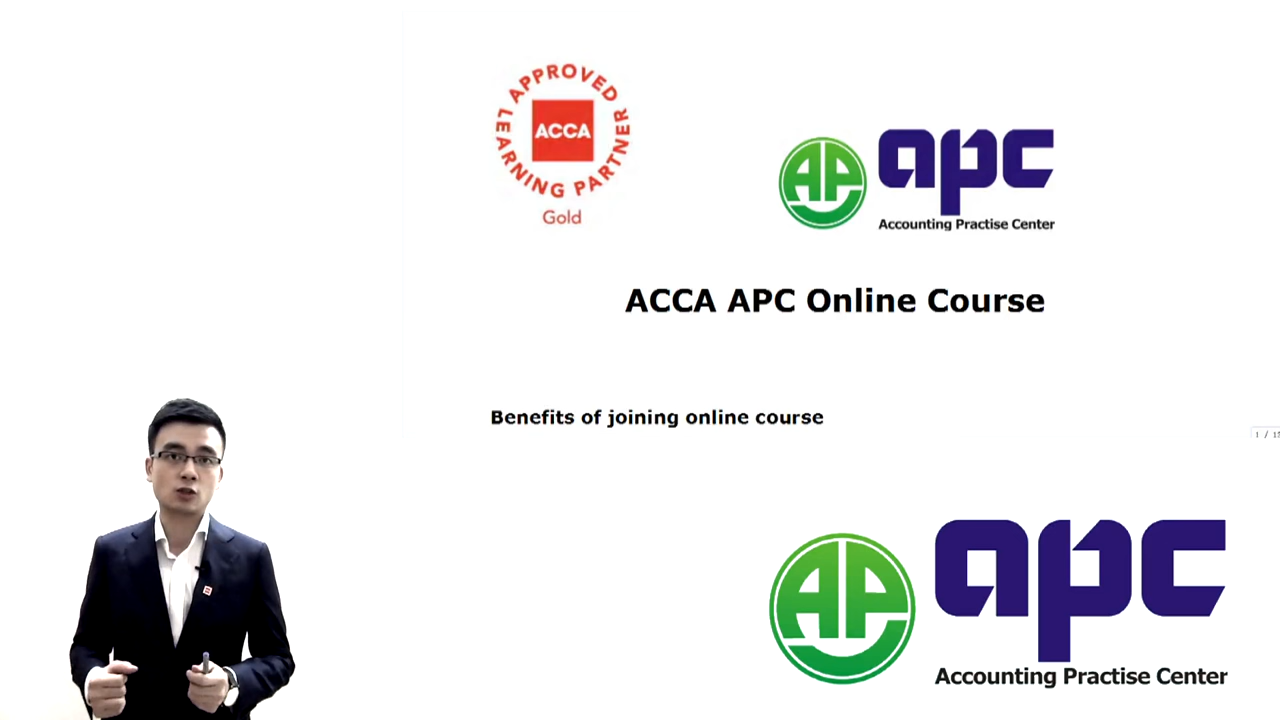 APPROVED
LEARNING PARTNER
ACCA
Gold
AP
apc
Accounting Practise Center
ACCA APC Online Course
Benefits of joining online course
AP
apc
Accounting Practise Center